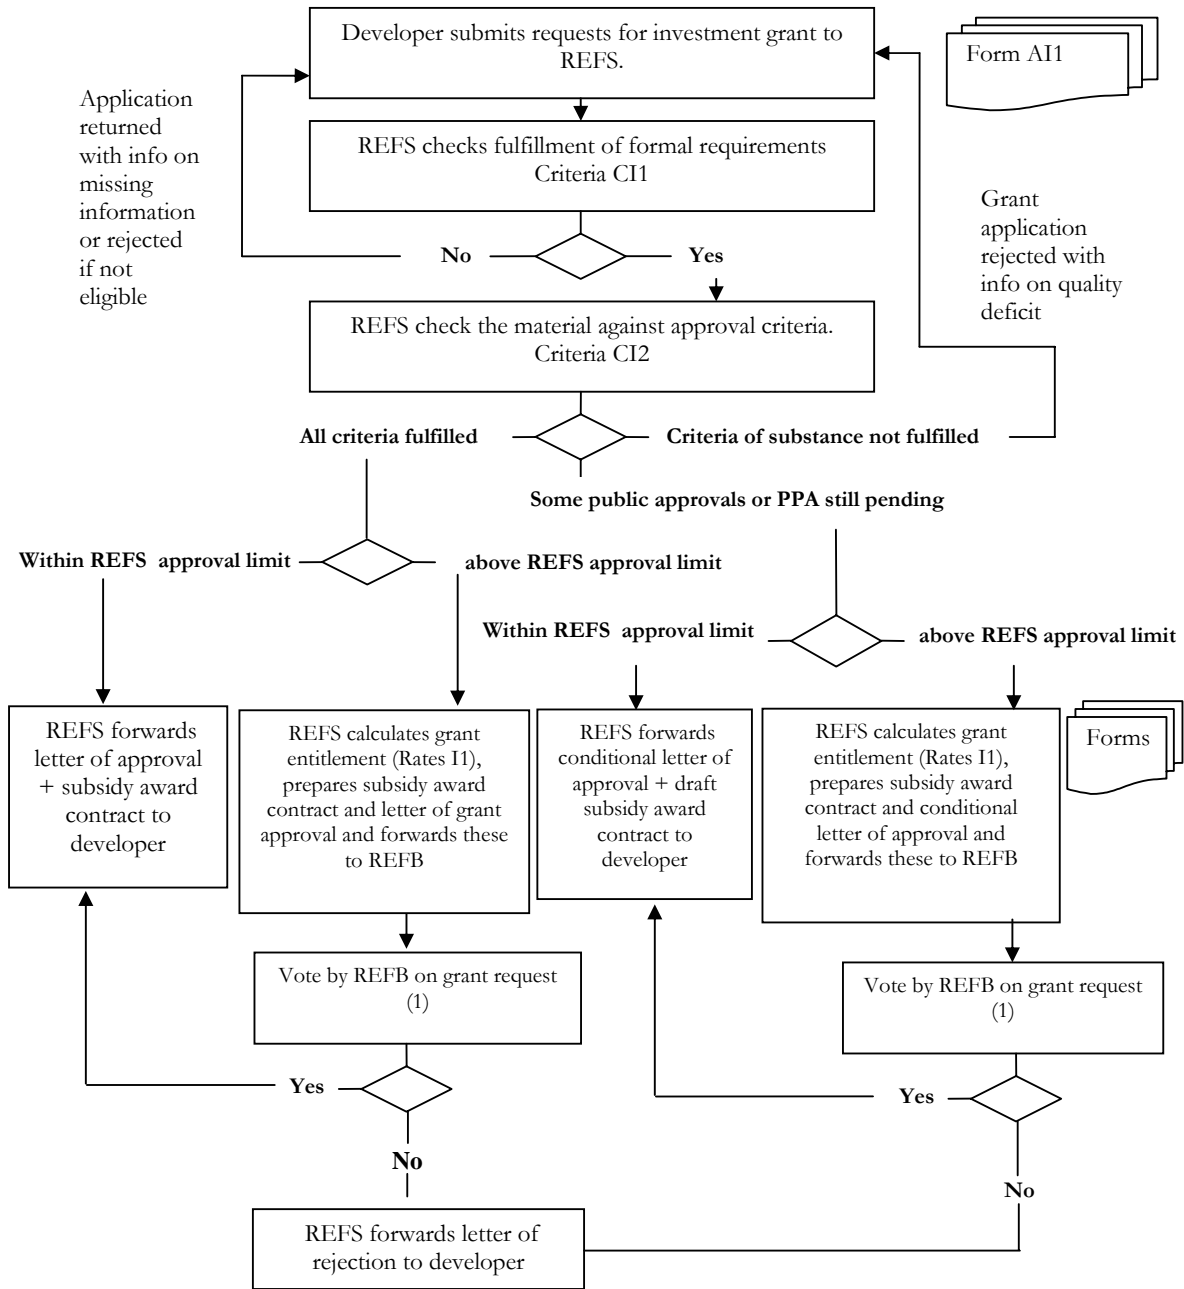 Developer submits requests for investment grant to
REFS.
Form AI1
Application
returned
with info on
missing
information
or rejected
if not
eligible
REFS checks fulfillment of formal requirements
Criteria CI1
Grant
application
rejected with
info on quality
deficit
No
Yes
REFS check the material against approval criteria.
Criteria CI2
All criteria fulfilled
Criteria of substance not fulfilled
Some public approvals or PPA still pending
Within REFS approval limit
above REFS approval limit
Within REFS approval limit
above REFS approval limit
REFS forwards
letter of approval
+ subsidy award
contract to
developer
REFS calculates grant
entitlement (Rates I1),
prepares subsidy award
contract and letter of grant
approval and forwards these
to REFB
REFS forwards
conditional letter of
approval + draft
subsidy award
contract to
developer
REFS calculates grant
entitlement (Rates I1),
prepares subsidy award
contract and conditional
letter of approval and
forwards these to REFB
Forms
Vote by REFB on grant request
(1)
Vote by REFB on grant request
(1)
Yes
Yes
No
No
REFS forwards letter of
rejection to developer